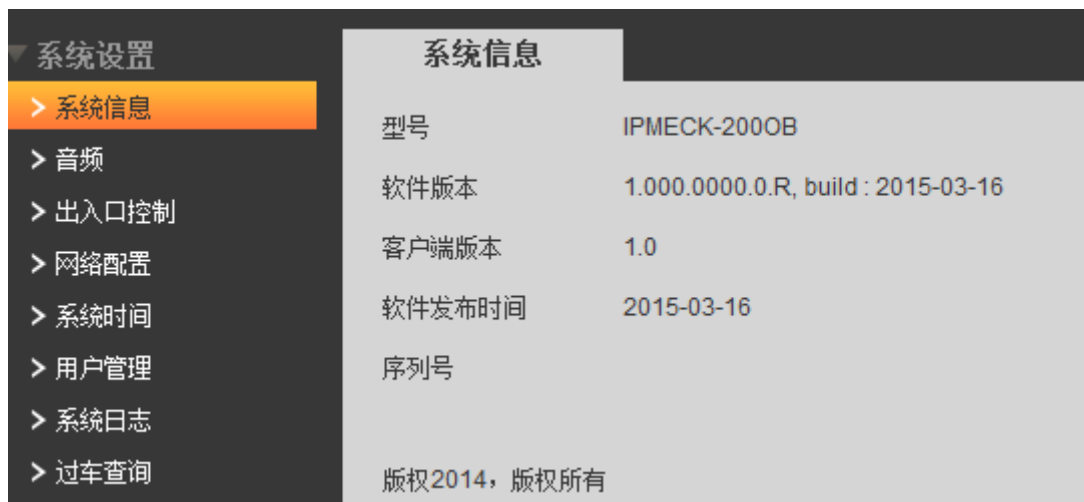 系统设置
系统信息
音频
出入口控制
网络配置
系统时间
用户管理
系统日志
过车查询
系统信息
型号 IPMECK-200OB
软件版本 1.000.0000.0.R, build : 2015-03-16
客户端版本 1.0
软件发布时间 2015-03-16
序列号
版权2014，版权所有